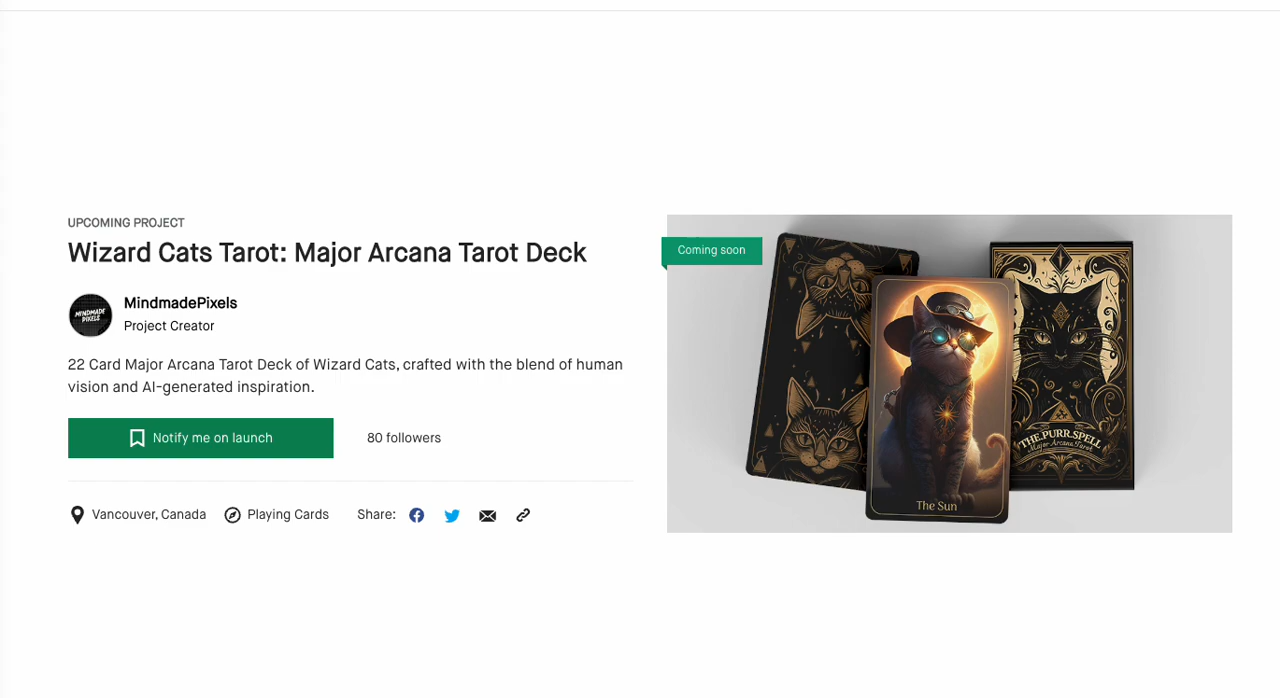 UPCOMING PROJECT
Wizard Cats Tarot: Major Arcana Tarot Deck
MINDMADE
PIXELS
MindmadePixels
Project Creator
22 Card Major Arcana Tarot Deck of Wizard Cats, crafted with the blend of human
vision and AI-generated inspiration.
Notify me on launch
80 followers
Vancouver, Canada
Playing Cards
Share:
Coming soon
The Sun
THE.PURR.SPELL
Major Arcana Tarot